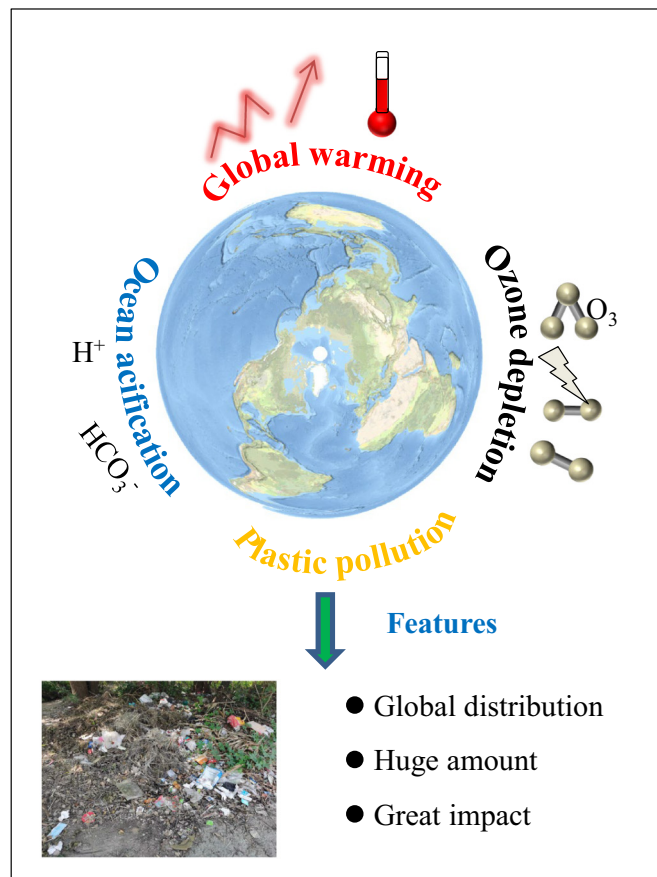 Global warming
Ocean acification
H⁺
HCO₃⁻
Ozone depletion
O₃
Plastic pollution
Features
● Global distribution
● Huge amount
● Great impact